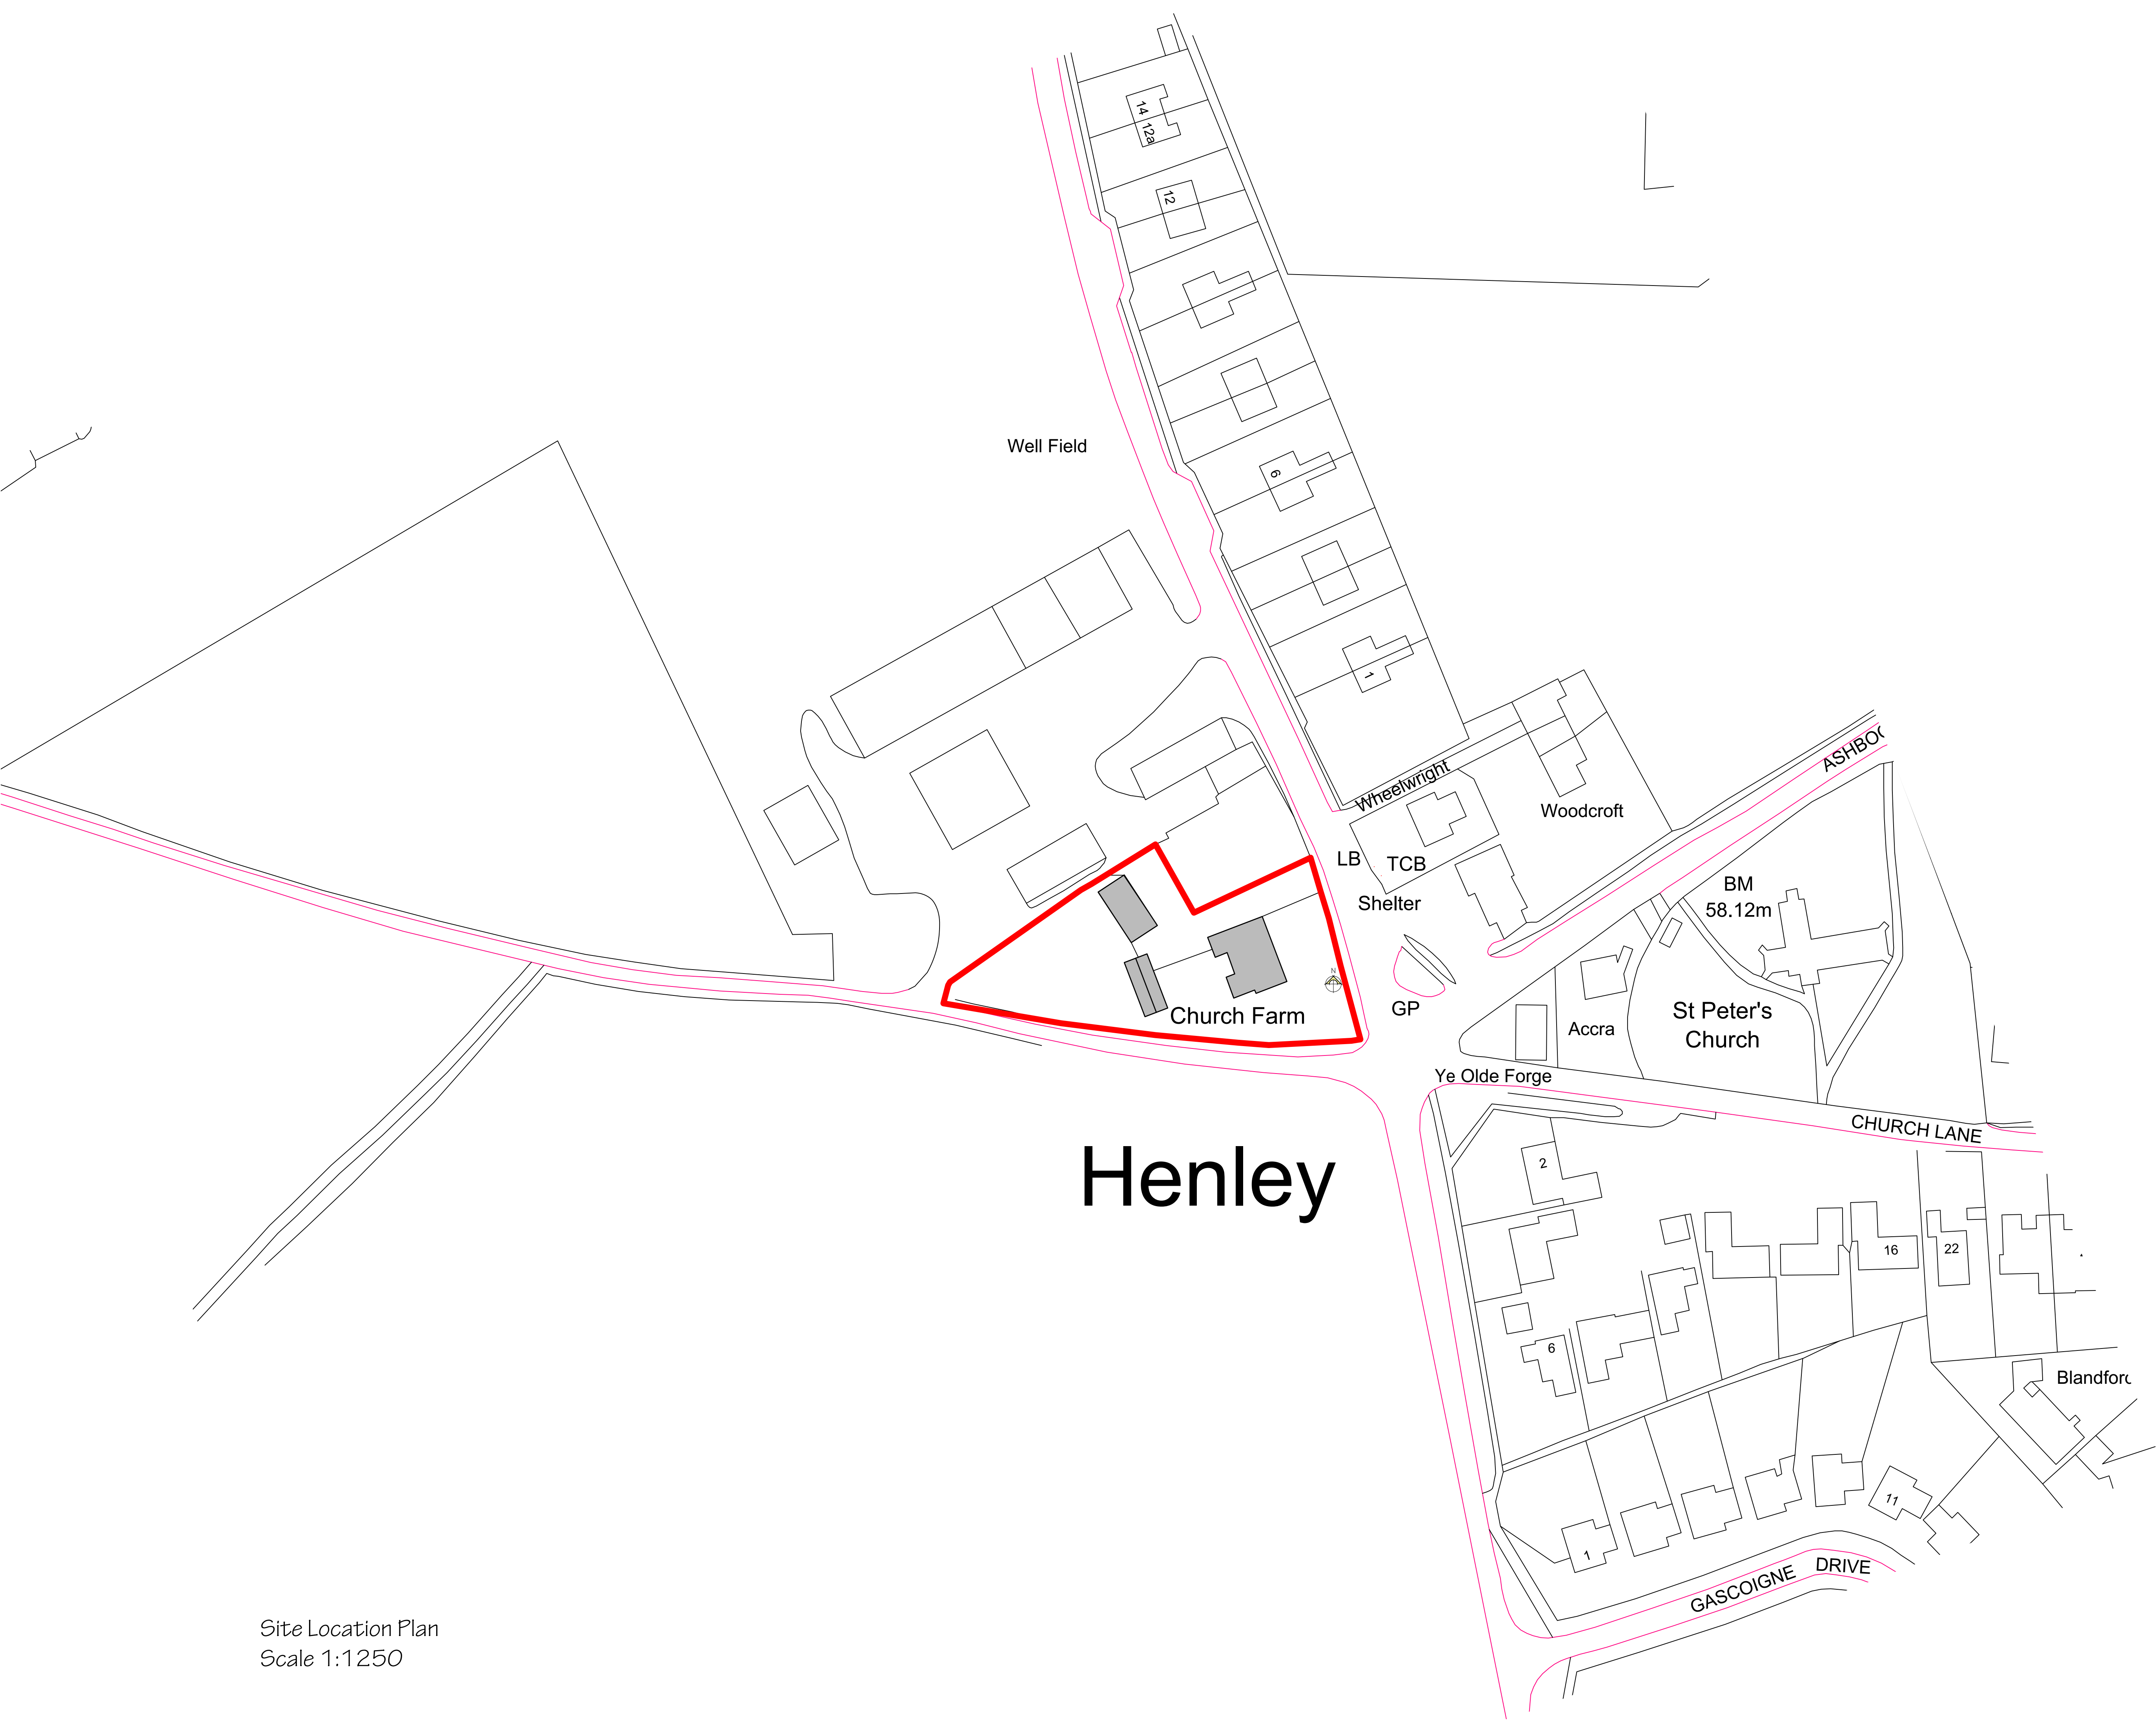 14
12a
12
Well Field
6
1
Wheelwright
ASHBOC
Woodcroft
LB
TCB
Shelter
BM
58.12m
N
GP
Church Farm
Accra
St Peter's
Church
Ye Olde Forge
CHURCH LANE
Henley
2
16
22
6
Blandford
11
1
GASCOIGNE DRIVE
Site Location Plan
Scale 1:1250